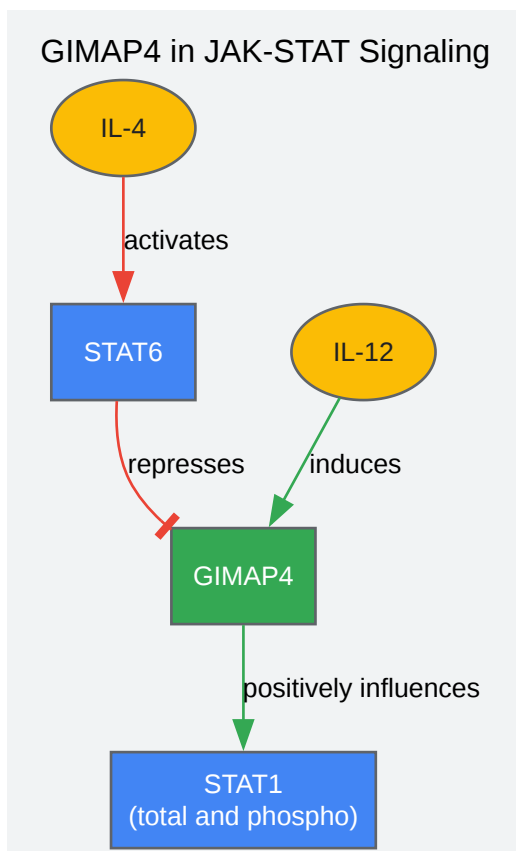 GIMAP4 in JAK-STAT Signaling
IL-4
activates
STAT6
IL-12
represses
induces
GIMAP4
positively influences
STAT1
(total and phospho)